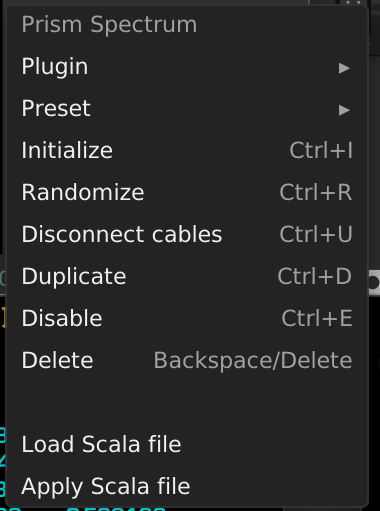 Prism Spectrum
Plugin ▸
Preset ▸
Initialize Ctrl+I
Randomize Ctrl+R
Disconnect cables Ctrl+U
Duplicate Ctrl+D
Disable Ctrl+E
Delete Backspace/Delete
Load Scala file
Apply Scala file